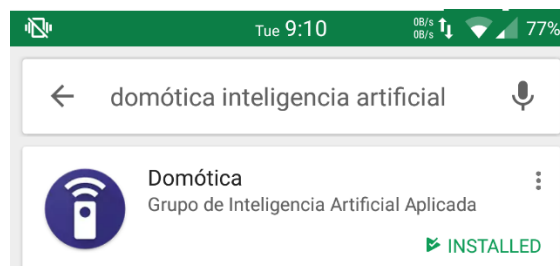 Tue 9:10 0B/s 0B/s 77%
domótica inteligencia artificial
Domótica
Grupo de Inteligencia Artificial Aplicada
INSTALLED